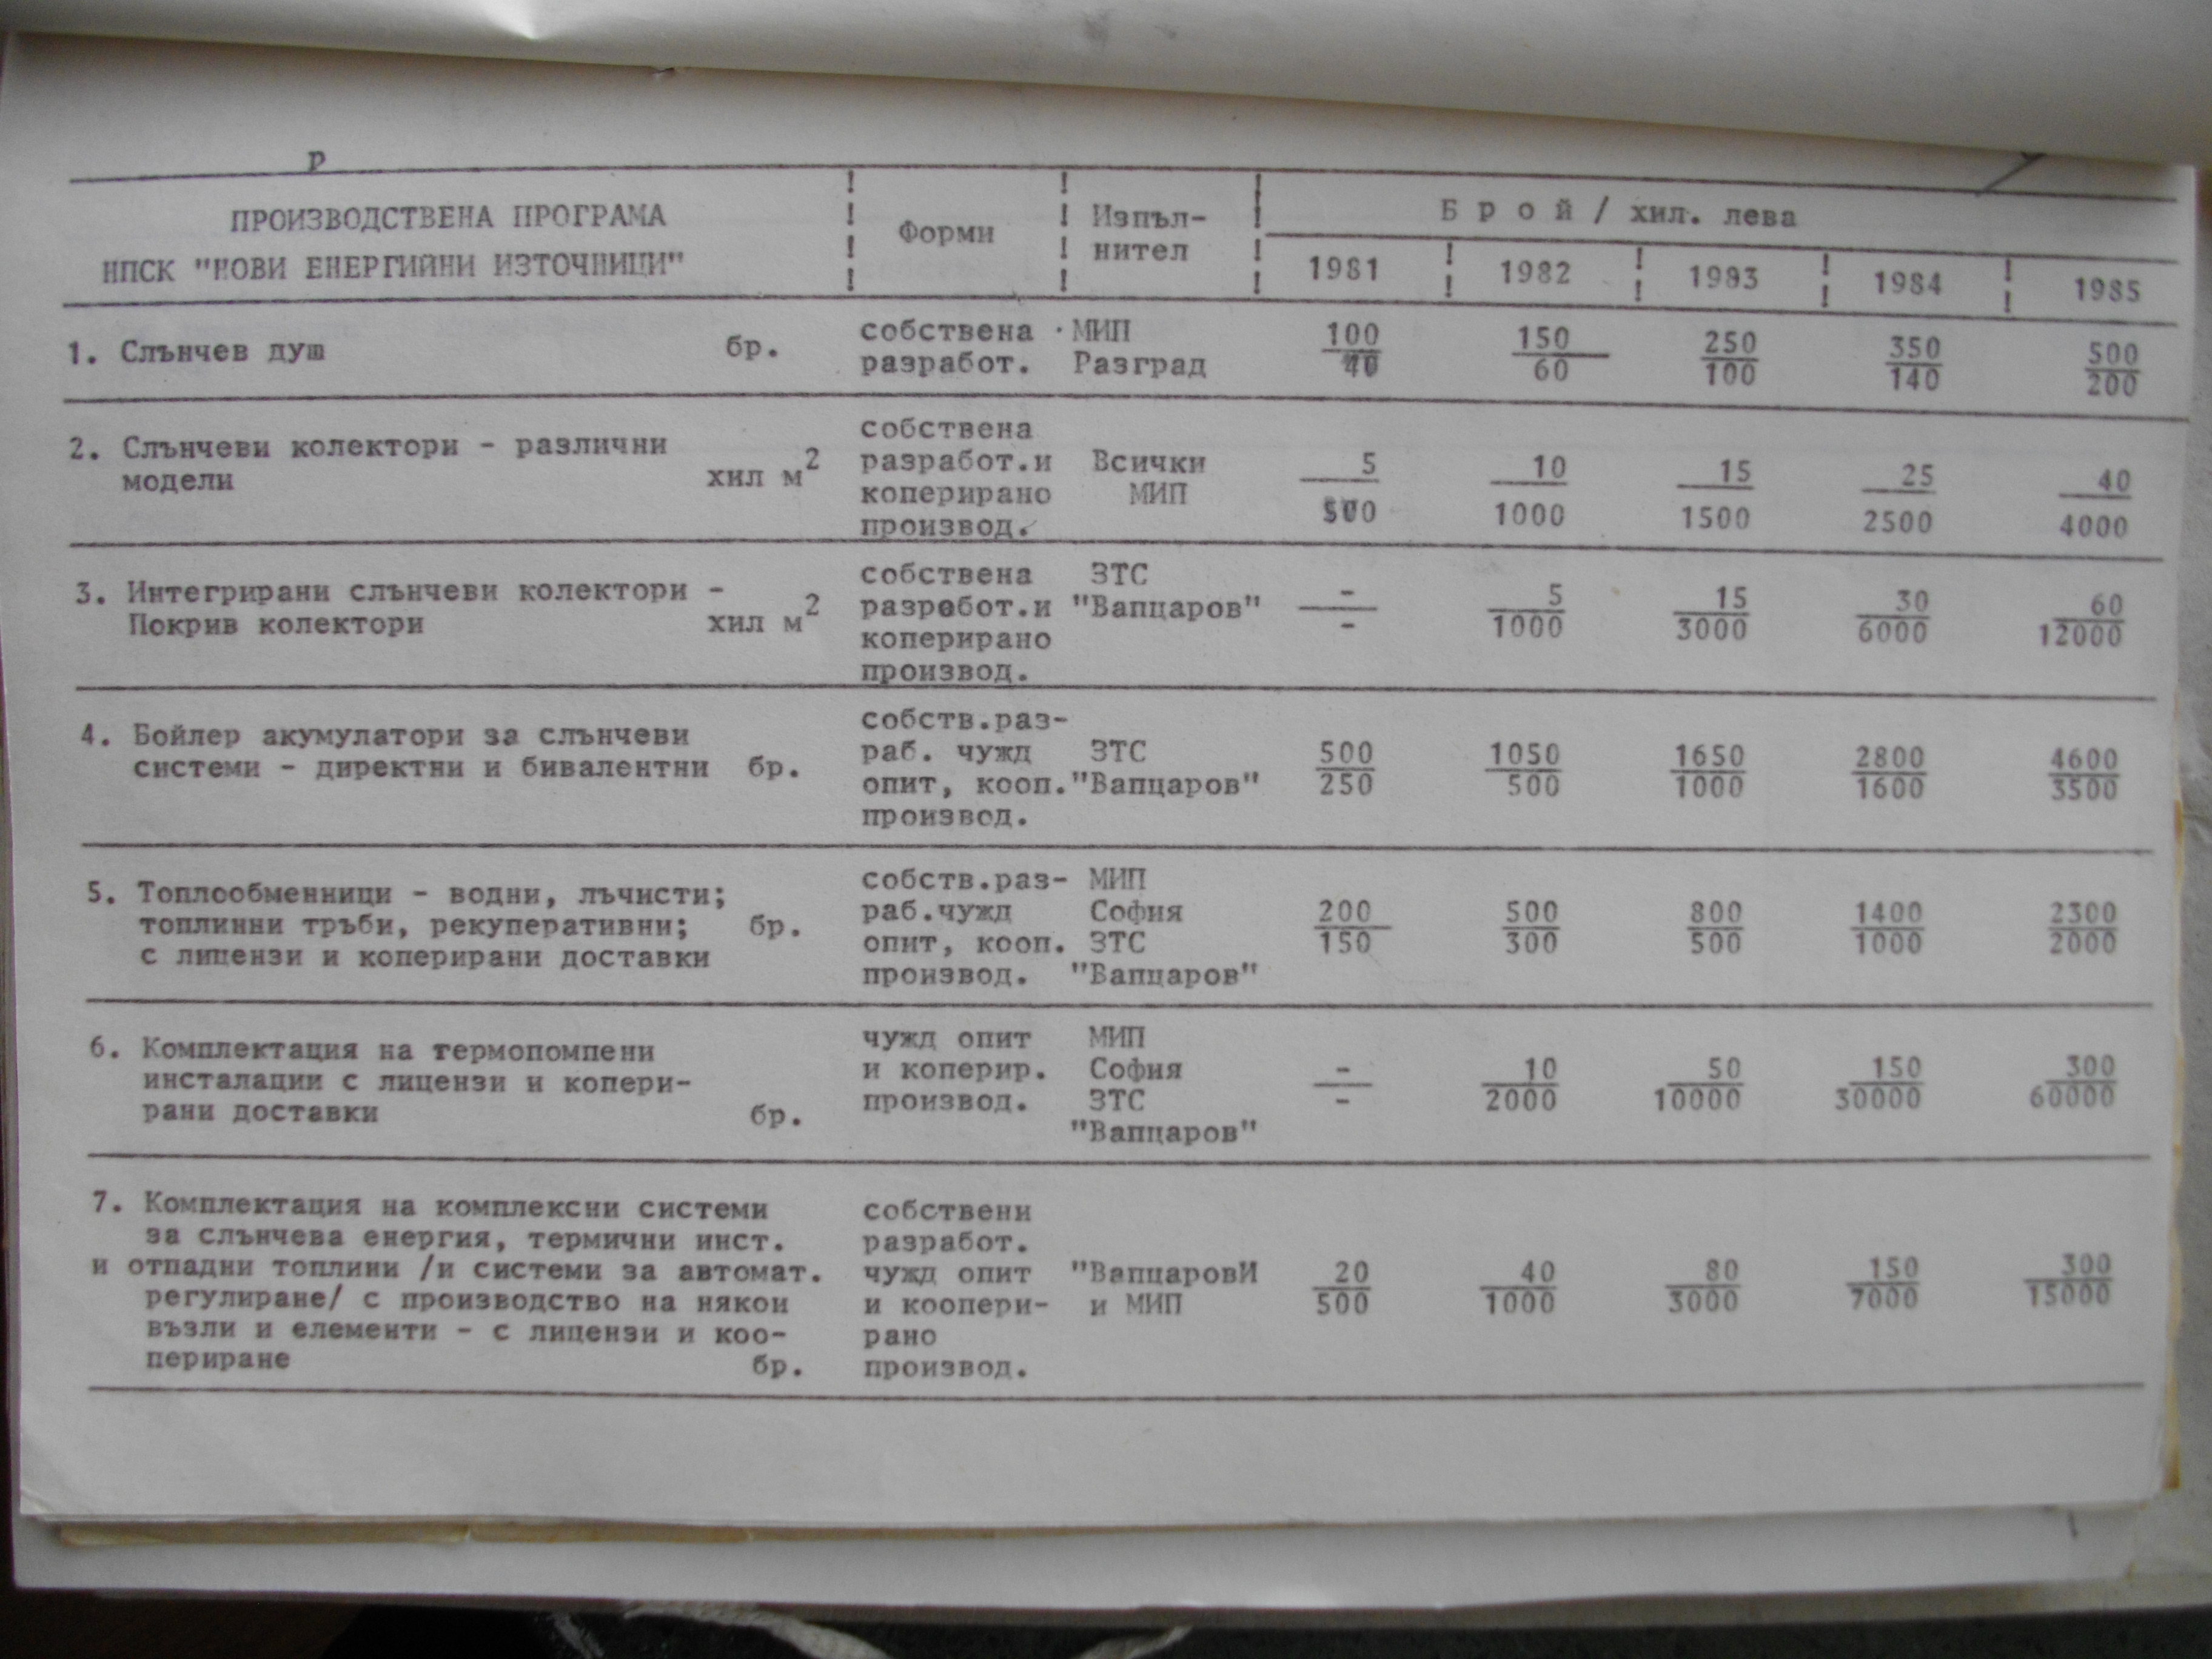 р
ПРОИЗВОДСТВЕНА ПРОГРАМА
НПСК "НОВИ ЕНЕРГИЙНИ ИЗТОЧНИЦИ"
Форми
Изпъл-
нител
Б р о й / хил. лева
1981 1982 1983 1984 1985
1. Слънчев душ бр.
собствена
разработ.
МИП
Разград
100 150 250 350 500
40 60 100 140 200
2. Слънчеви колектори - различни
модели хил м2
собствена
разработ.и
коперирано
производ.
Всички
МИП
5 10 15 25 40
500 1000 1500 2500 4000
3. Интегрирани слънчеви колектори -
Покрив колектори хил м2
собствена
разработ.и
коперирано
производ.
ЗТС
"Вапцаров"
- 5 15 30 60
- 1000 3000 6000 12000
4. Бойлер акумулатори за слънчеви
системи - директни и бивалентни бр.
собств.раз-
раб. чужд
опит, кооп.
производ.
ЗТС
"Вапцаров"
500 1050 1650 2800 4600
250 500 1000 1600 3500
5. Топлообменници - водни, лъчисти;
топлинни тръби, рекуперативни; бр.
с лицензи и коперирани доставки
собств.раз-
раб.чужд
опит, кооп.
производ.
МИП
София
ЗТС
"Вапцаров"
200 500 800 1400 2300
150 300 500 1000 2000
6. Комплектация на термопомпени
инсталации с лицензи и копери-
рани доставки бр.
чужд опит
и коперир.
производ.
МИП
София
ЗТС
"Вапцаров"
- 10 50 150 300
- 2000 10000 30000 60000
7. Комплектация на комплексни системи
за слънчева енергия, термични инст.
и отпадни топлини /и системи за автомат.
регулиране/ с производство на някои
възли и елементи - с лицензи и коо-
периране бр.
собствени
разработ.
чужд опит
и коопери-
рано
производ.
"ВапцаровИ
и МИП
20 40 80 150 300
500 1000 3000 7000 15000